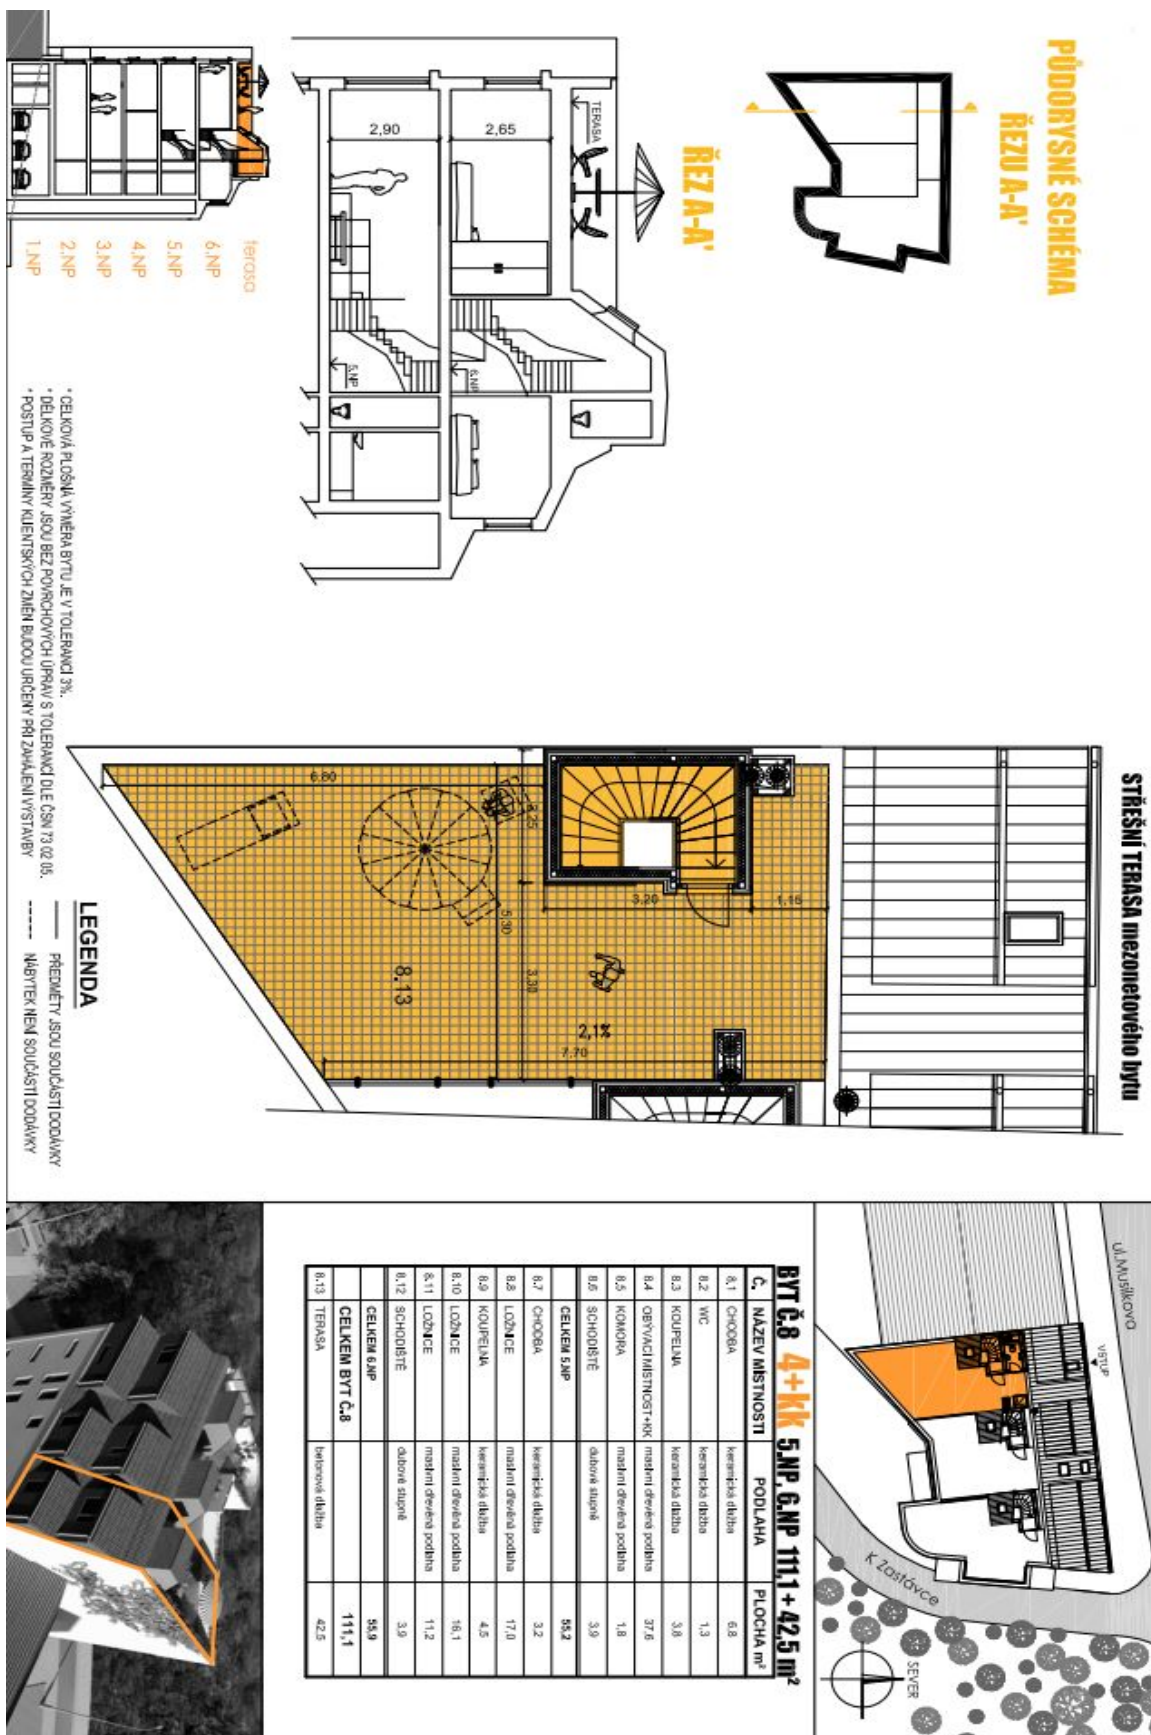 PŮDORYSNÉ SCHÉMA
ŘEZU A-A'
ŘEZ A-A'
TERASA
2,65
2,90
6.NP
5.NP
terasa
6.NP
5.NP
4.NP
3.NP
2.NP
1.NP
* CELKOVÁ PLOŠNÁ VÝMĚRA BYTU JE V TOLERANCI 3%.
* DÉLKOVÉ ROZMĚRY JSOU BEZ POVRCHOVÝCH ÚPRAV S TOLERANCÍ DLE ČSN 73 02 05.
* POSTUP A TERMÍNY KLIENTSKÝCH ZMĚN BUDOU URČENY PŘI ZAHÁJENÍ VÝSTAVBY
STŘEŠNÍ TERASA mezonetového bytu
6.80
2.25
3.20
1.15
5.30
3.30
8.13
2,1%
7.70
LEGENDA
PŘEDMĚTY JSOU SOUČÁSTÍ DODÁVKY
NÁBYTEK NENÍ SOUČÁSTÍ DODÁVKY
ul.Musílkova
VSTUP
K Zastávce
SEVER
BYT Č.8 4+kk 5.NP, 6.NP 111,1 + 42,5 m²
Č. NÁZEV MÍSTNOSTI PODLAHA PLOCHA m²
8.1 CHODBA keramická dlažba 6,8
8.2 WC keramická dlažba 1,3
8.3 KOUPELNA keramická dlažba 3,8
8.4 OBÝVACÍ MÍSTNOST+KK masivní dřevěná podlaha 37,6
8.5 KOMORA masivní dřevěná podlaha 1,8
8.6 SCHODIŠTĚ dubové stupně 3,9
CELKEM 5.NP 55,2
8.7 CHODBA keramická dlažba 3,2
8.8 LOŽNICE masivní dřevěná podlaha 17,0
8.9 KOUPELNA keramická dlažba 4,5
8.10 LOŽNICE masivní dřevěná podlaha 16,1
8.11 LOŽNICE masivní dřevěná podlaha 11,2
8.12 SCHODIŠTĚ dubové stupně 3,9
CELKEM 6.NP 55,9
CELKEM BYT Č.8 111,1
8.13 TERASA betonová dlažba 42,5